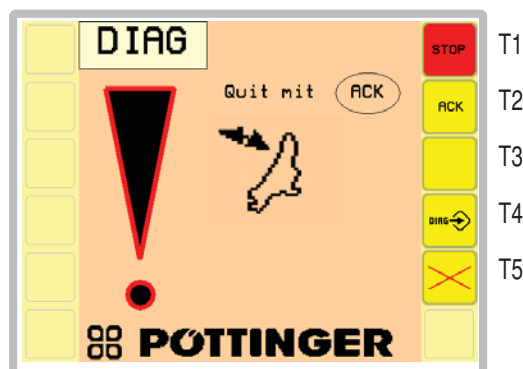 DIAG
Quit mit ACK
STOP
ACK
DIAG
PÖTTINGER
T1
T2
T3
T4
T5